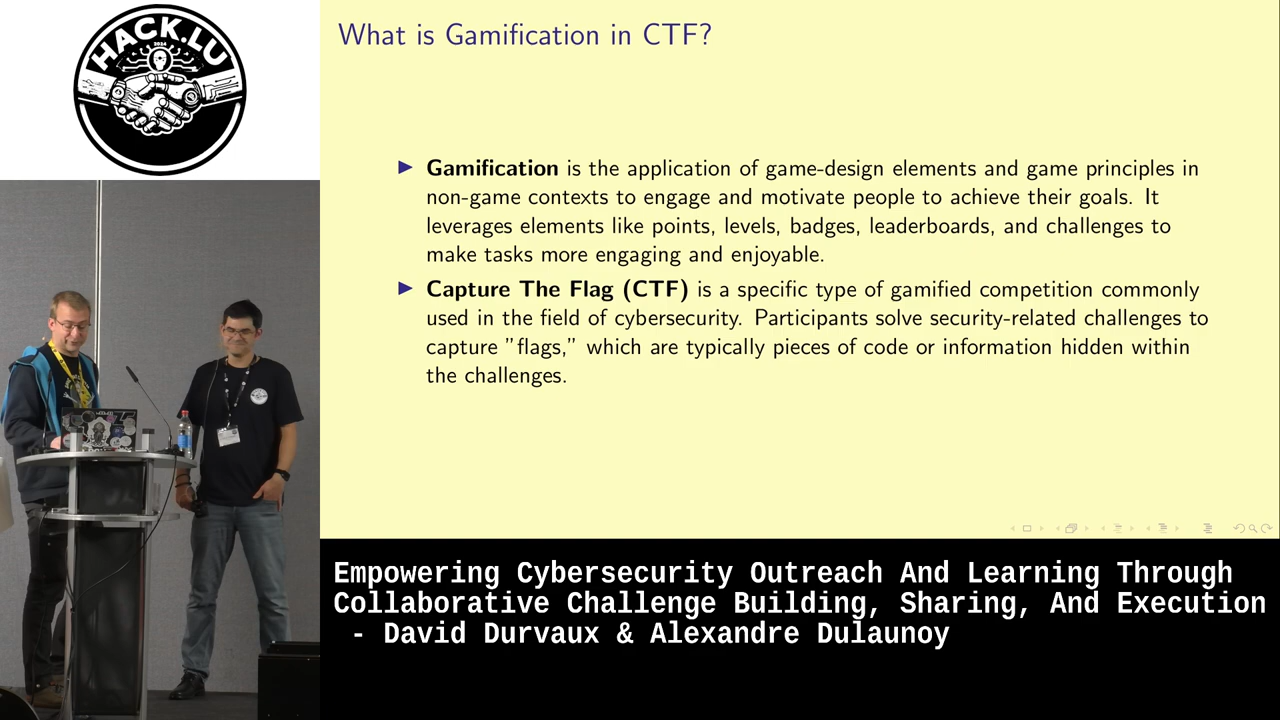 HACK.LU
2024
What is Gamification in CTF?
▶ Gamification is the application of game-design elements and game principles in
non-game contexts to engage and motivate people to achieve their goals. It
leverages elements like points, levels, badges, leaderboards, and challenges to
make tasks more engaging and enjoyable.
▶ Capture The Flag (CTF) is a specific type of gamified competition commonly
used in the field of cybersecurity. Participants solve security-related challenges to
capture ”flags,” which are typically pieces of code or information hidden within
the challenges.
Empowering Cybersecurity Outreach And Learning Through
Collaborative Challenge Building, Sharing, And Execution
- David Durvaux & Alexandre Dulaunoy